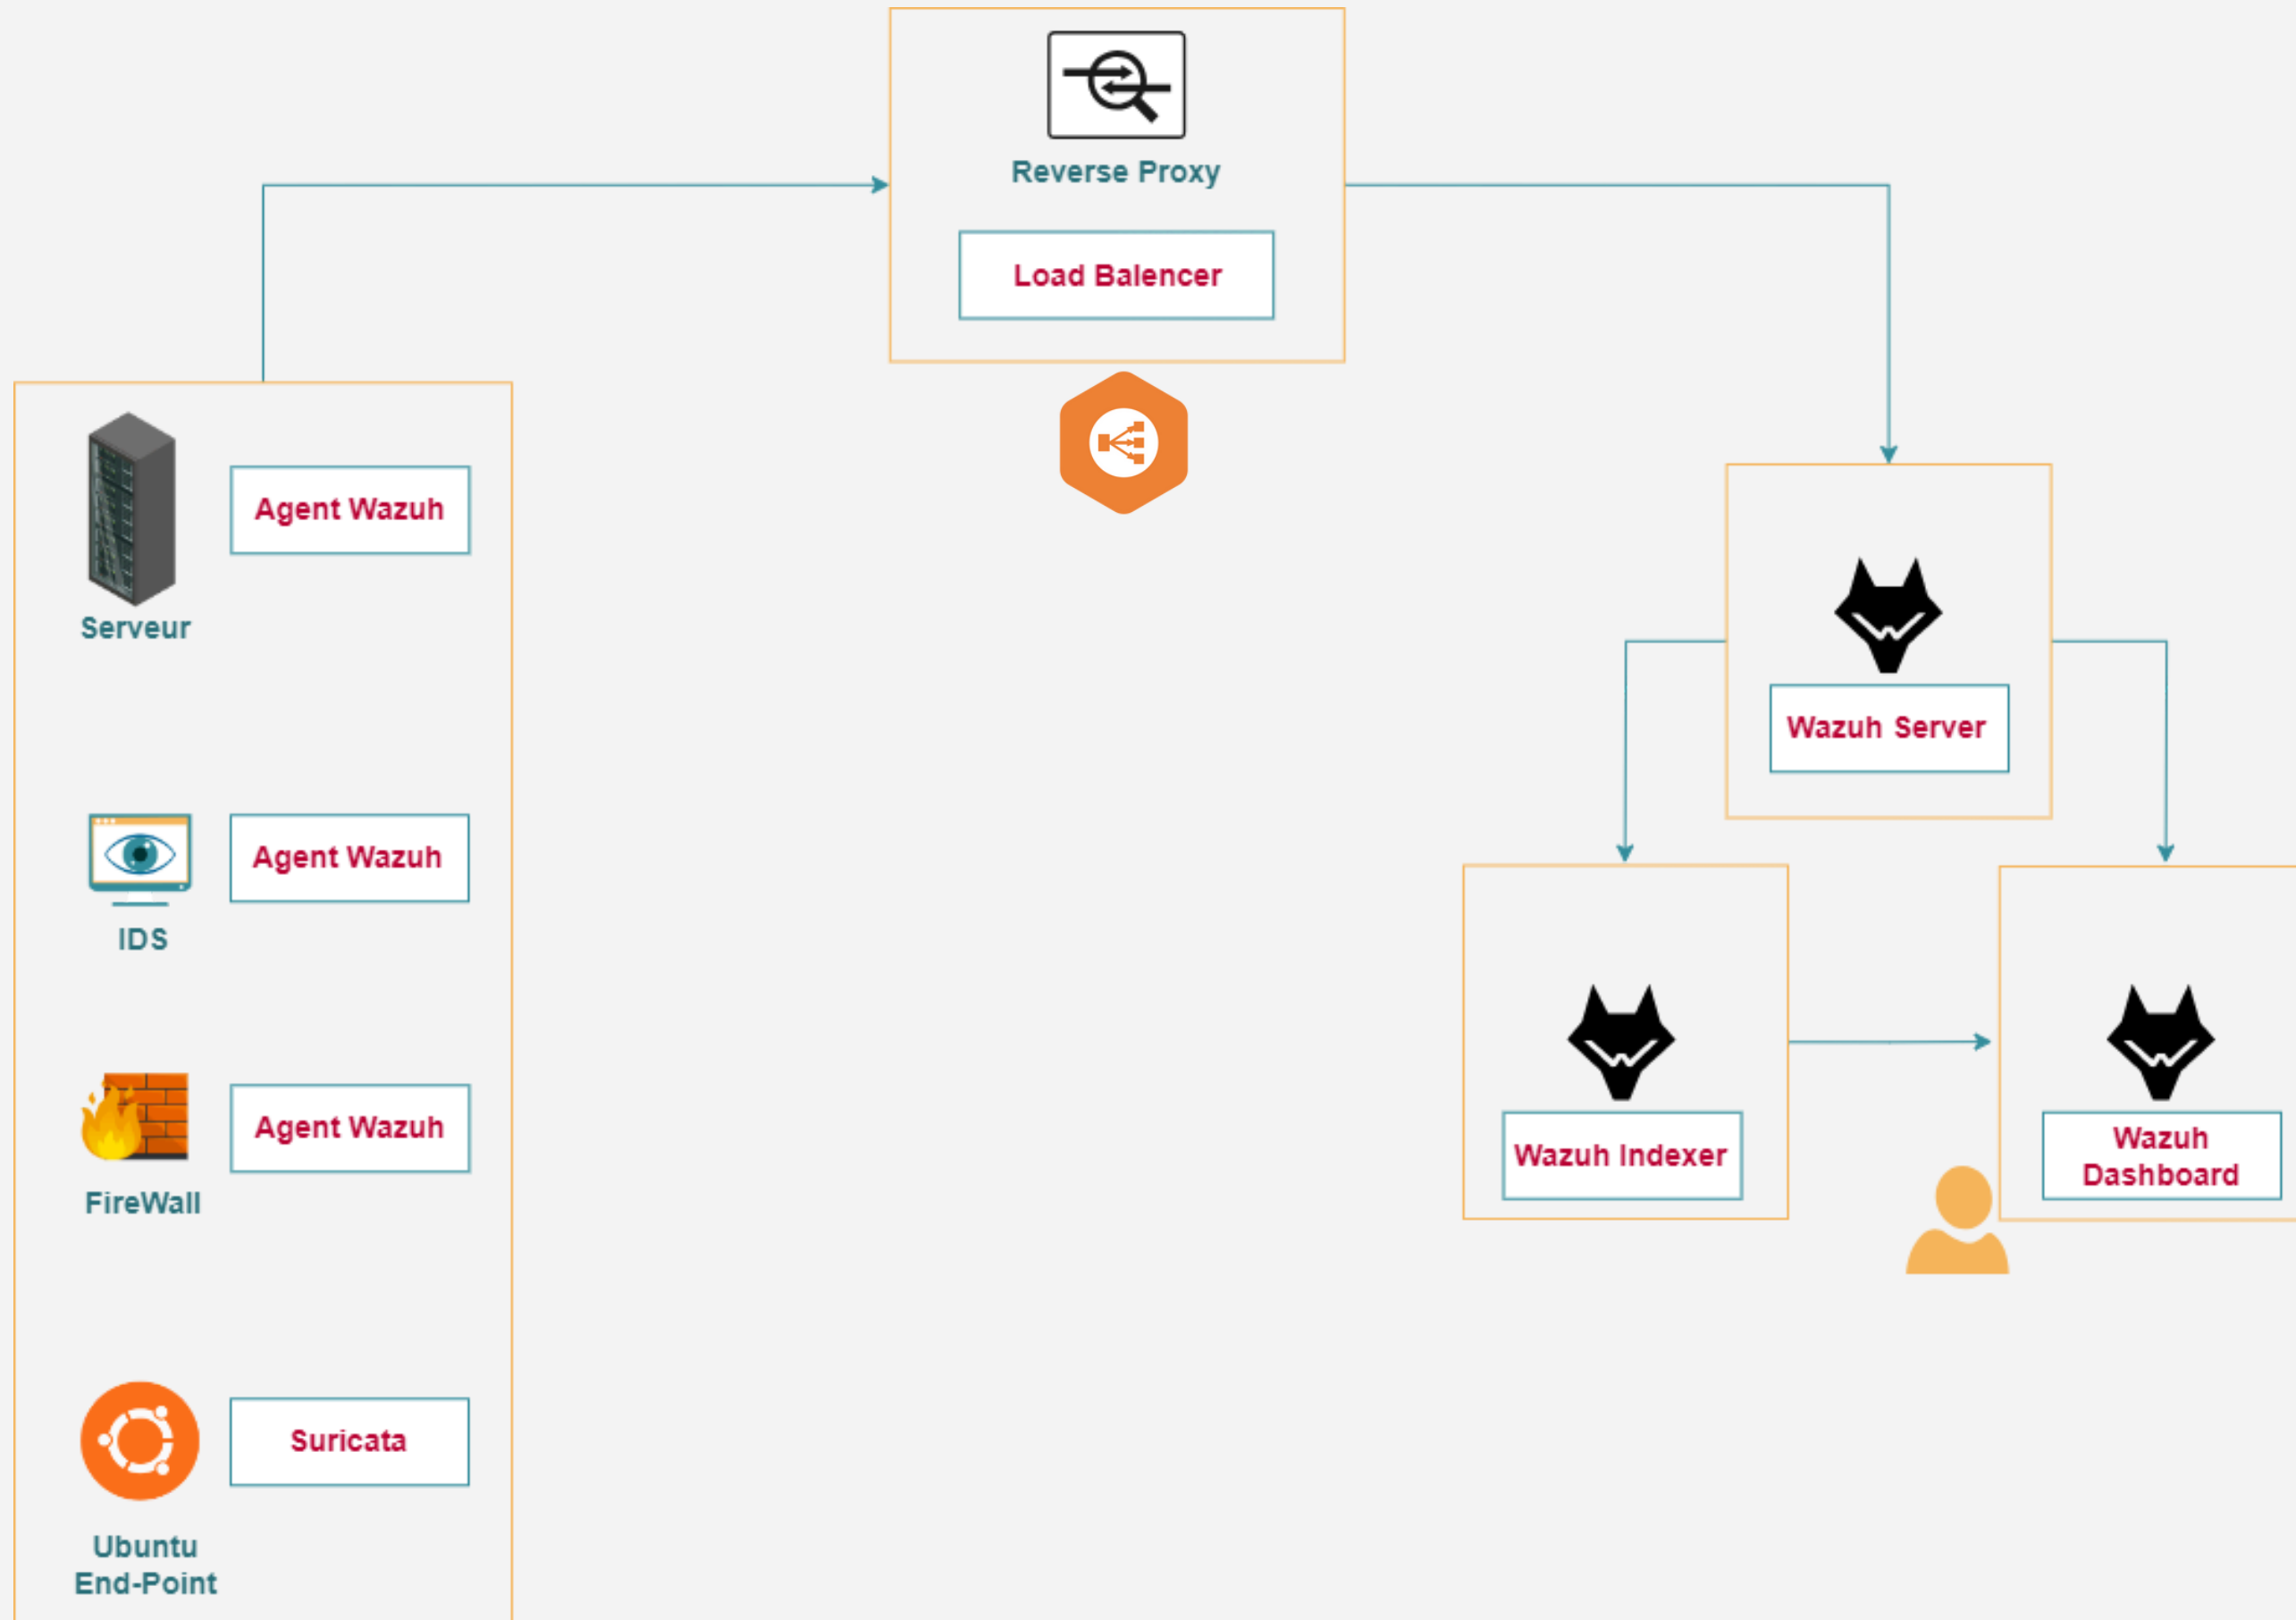 Reverse Proxy
Load Balencer
Agent Wazuh
Serveur
Agent Wazuh
IDS
Agent Wazuh
FireWall
Suricata
Ubuntu
End-Point
Wazuh Server
Wazuh Indexer
Wazuh
Dashboard